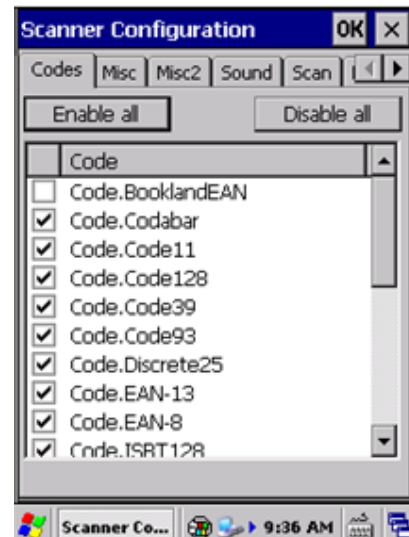 Scanner Configuration OK
Codes Misc Misc2 Sound Scan
Enable all Disable all
Code
Code.BooklandEAN
Code.Codabar
Code.Code11
Code.Code128
Code.Code39
Code.Code93
Code.Discrete25
Code.EAN-13
Code.EAN-8
Code.ISBT128
Scanner Co... 9:36 AM